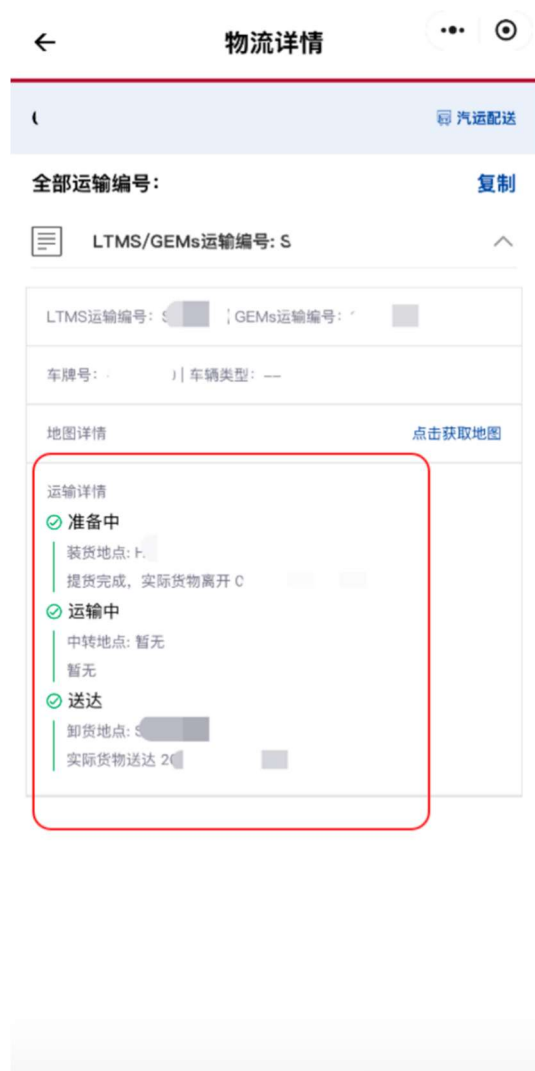 物流详情
汽运配送
全部运输编号：
复制
LTMS/GEMs运输编号: S
LTMS运输编号: GEMs运输编号:
车牌号: | 车辆类型: --
地图详情
点击获取地图
运输详情
准备中
装货地点:
提货完成，实际货物离开
运输中
中转地点: 暂无
暂无
送达
卸货地点:
实际货物送达